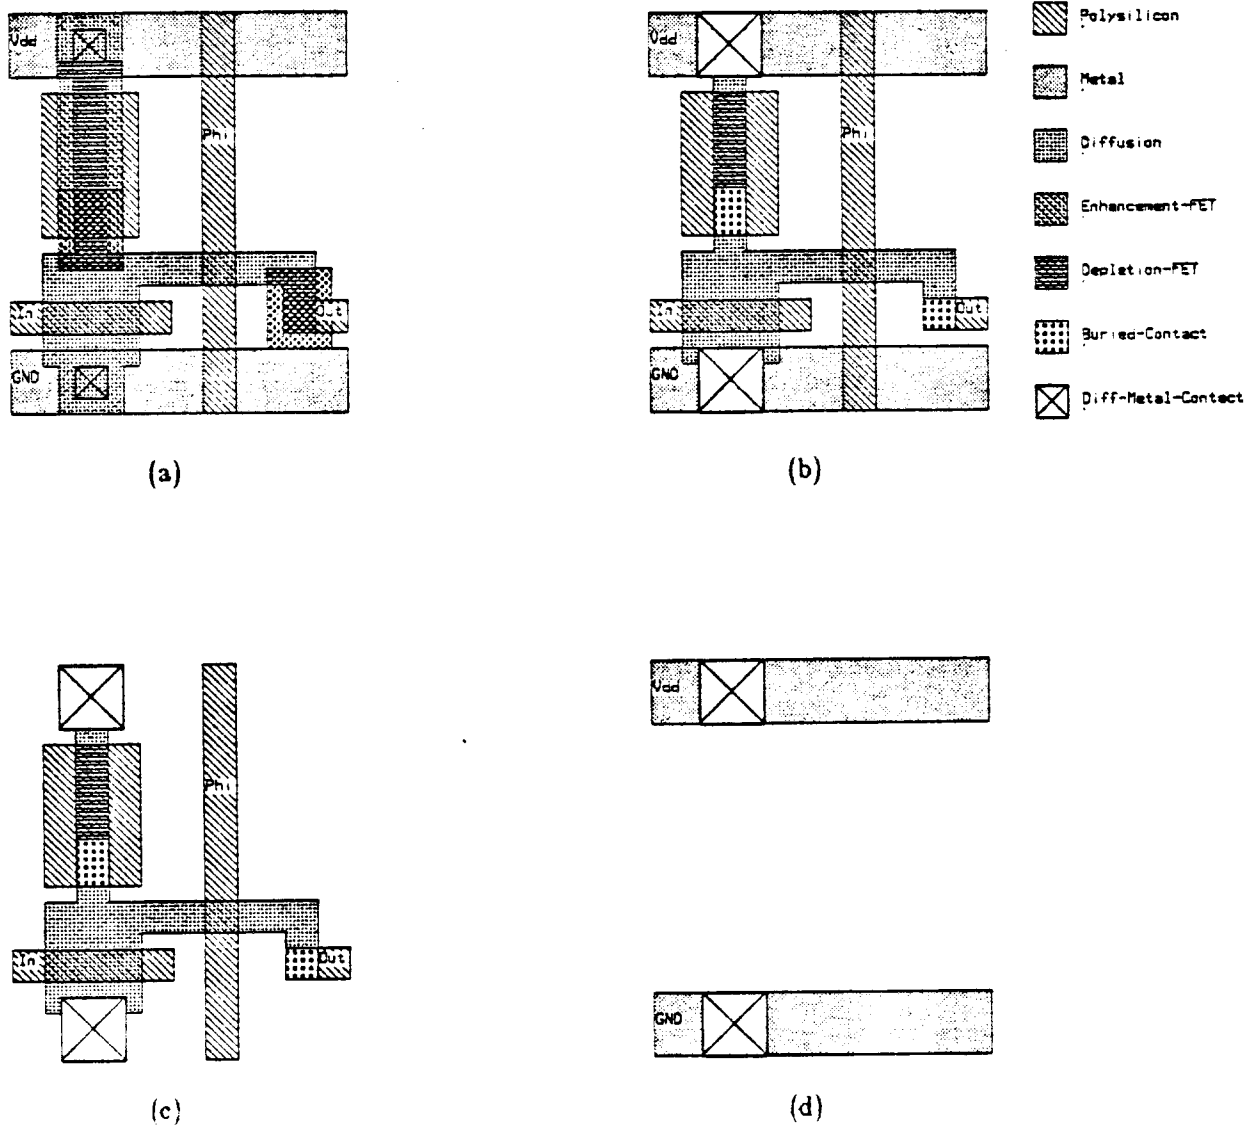 Vdd
Phi
In
Out
GND
(a)
Vdd
Phi
In
Out
GND
(b)
Polysilicon
Metal
Diffusion
Enhancement-FET
Depletion-FET
Buried-Contact
Diff-Metal-Contact
Phi
In
Out
(c)
Vdd
GND
(d)